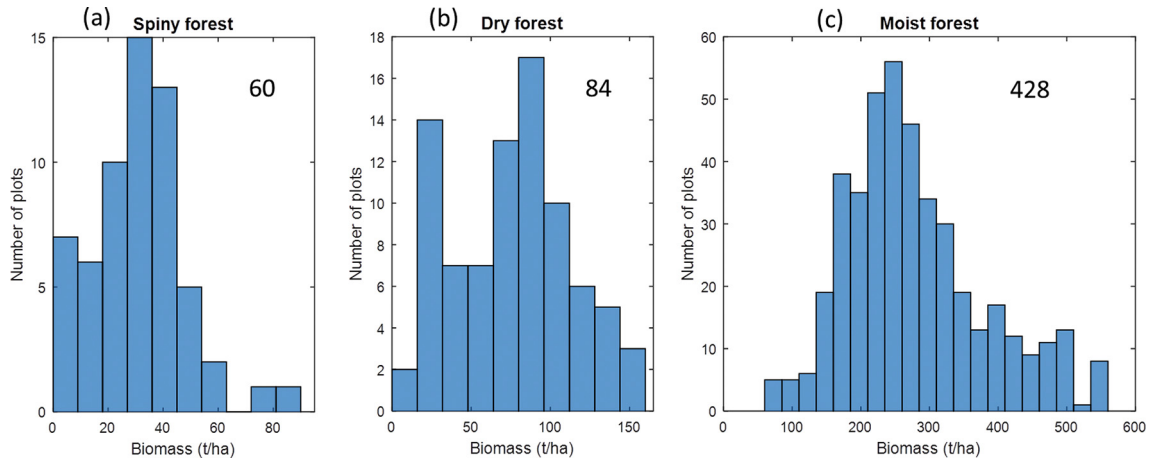 (a)
Spiny forest
15
10
5
0
60
0 20 40 60 80
Number of plots
Biomass (t/ha)
(b)
Dry forest
18
16
14
12
10
8
6
4
2
0
84
0 50 100 150
Number of plots
Biomass (t/ha)
(c)
Moist forest
60
50
40
30
20
10
0
428
100 200 300 400 500 600
Number of plots
Biomass (t/ha)